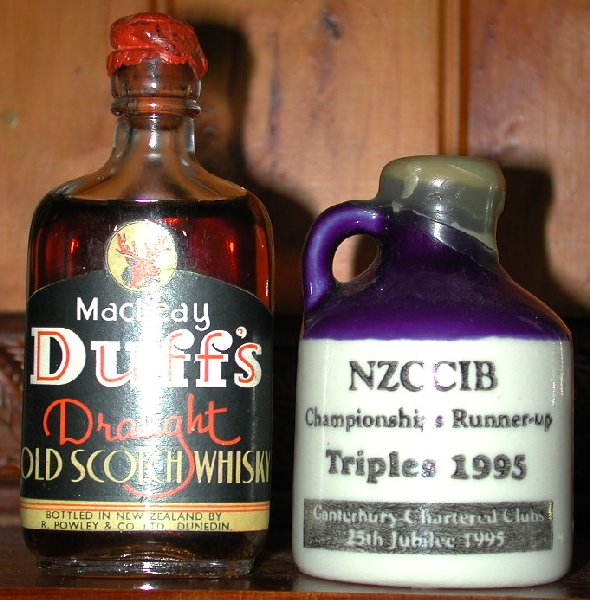 Mackay
Duff's
Draught
OLD SCOTCH WHISKY
BOTTLED IN NEW ZEALAND BY
R. POWLEY & CO LTD., DUNEDIN.
NZCCIB
Championships Runner-up
Triples 1995
Canterbury Chartered Clubs
25th Jubilee 1995